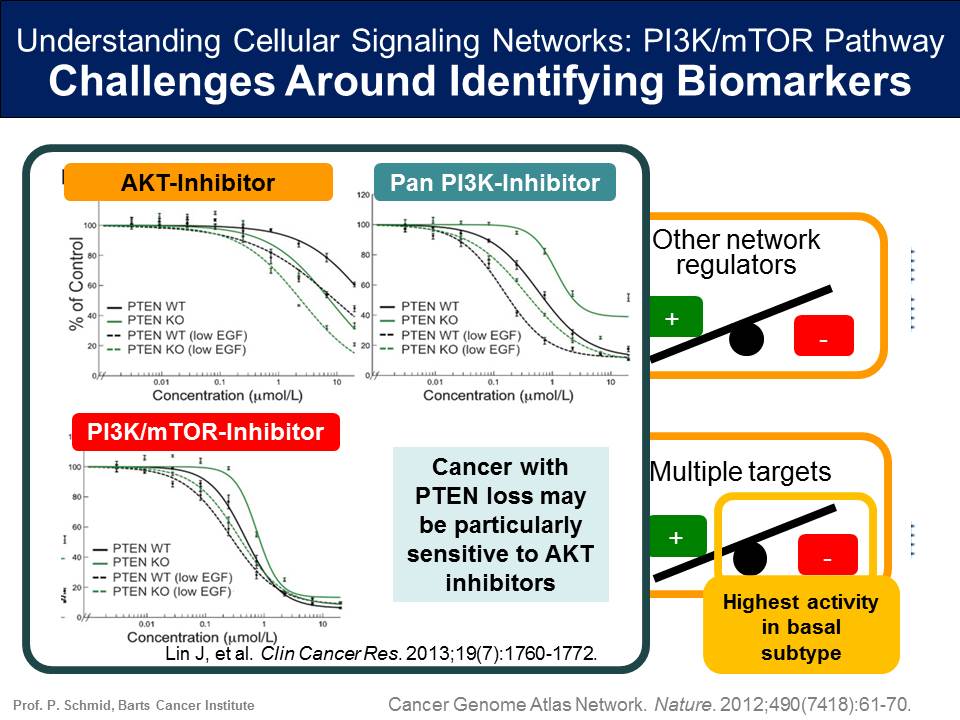 Understanding Cellular Signaling Networks: PI3K/mTOR Pathway
Challenges Around Identifying Biomarkers
AKT-Inhibitor
% of Control
100
80
60
40
20
0
PTEN WT
PTEN KO
PTEN WT (low EGF)
PTEN KO (low EGF)
0.01 0.1 1 10
Concentration (μmol/L)
Pan PI3K-Inhibitor
120
100
80
60
40
20
0
PTEN WT
PTEN KO
PTEN WT (low EGF)
PTEN KO (low EGF)
0.01 0.1 1 10
Concentration (μmol/L)
Other network
regulators
+
-
PI3K/mTOR-Inhibitor
100
80
60
40
20
0
PTEN WT
PTEN KO
PTEN WT (low EGF)
PTEN KO (low EGF)
0.01 0.1 1 10
Concentration (μmol/L)
Cancer with
PTEN loss may
be particularly
sensitive to AKT
inhibitors
Multiple targets
+
-
Highest activity
in basal
subtype
Lin J, et al. Clin Cancer Res. 2013;19(7):1760-1772.
Prof. P. Schmid, Barts Cancer Institute
Cancer Genome Atlas Network. Nature. 2012;490(7418):61-70.